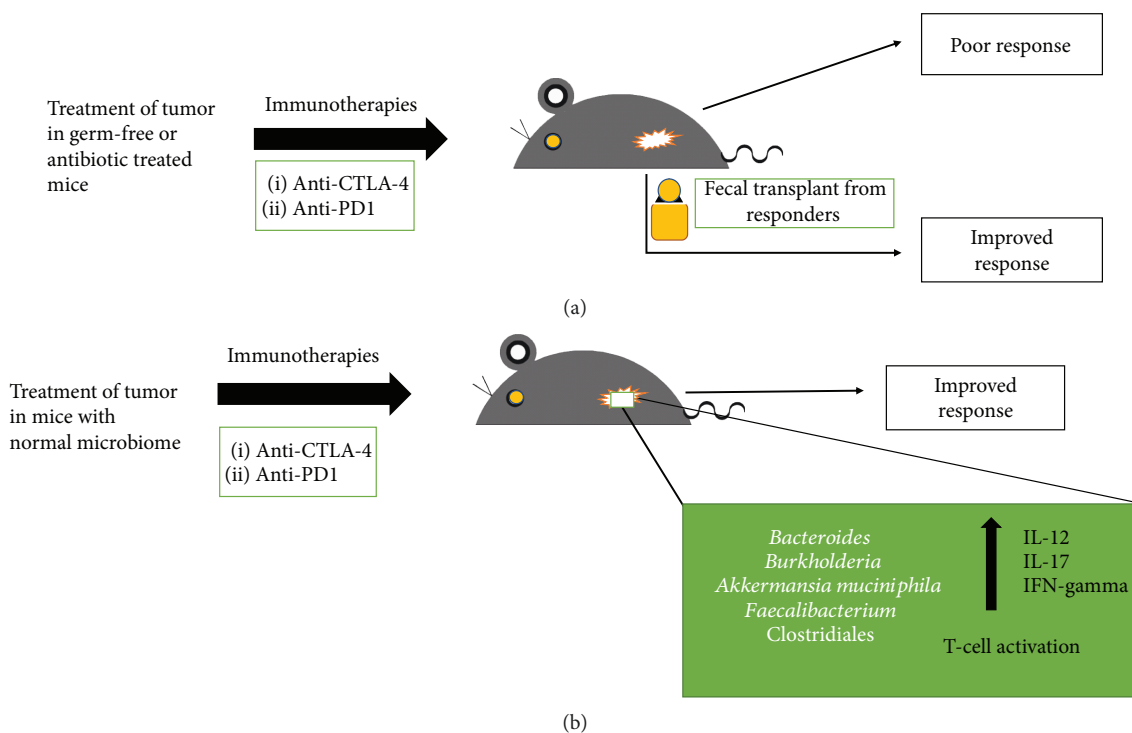 Poor response
Immunotherapies
Treatment of tumor
in germ-free or
antibiotic treated
mice
(i) Anti-CTLA-4
(ii) Anti-PD1
Fecal transplant from
responders
Improved
response
(a)
Immunotherapies
Treatment of tumor
in mice with
normal microbiome
(i) Anti-CTLA-4
(ii) Anti-PD1
Improved
response
Bacteroides
Burkholderia
Akkermansia muciniphila
Faecalibacterium
Clostridiales
IL-12
IL-17
IFN-gamma
T-cell activation
(b)